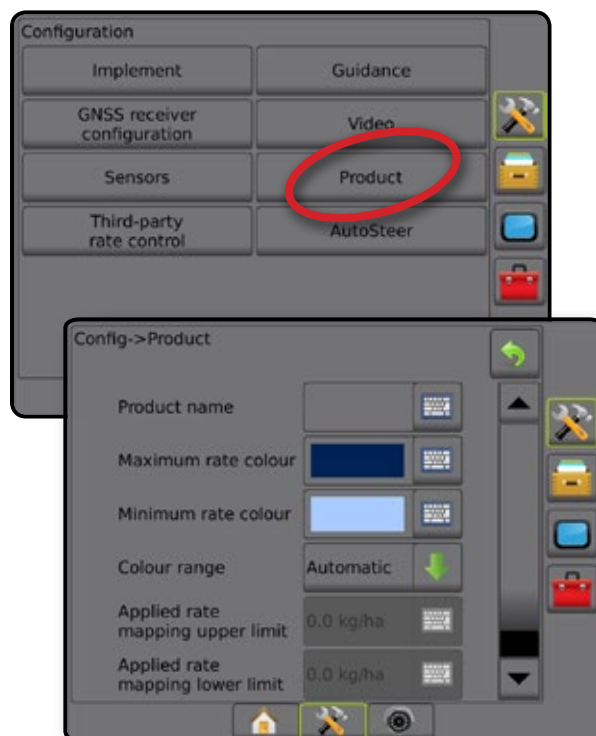 Configuration
Implement
Guidance
GNSS receiver
configuration
Video
Sensors
Product
Third-party
rate control
AutoSteer
Config->Product
Product name
Maximum rate colour
Minimum rate colour
Colour range
Automatic
Applied rate
mapping upper limit
0.0 kg/ha
Applied rate
mapping lower limit
0.0 kg/ha